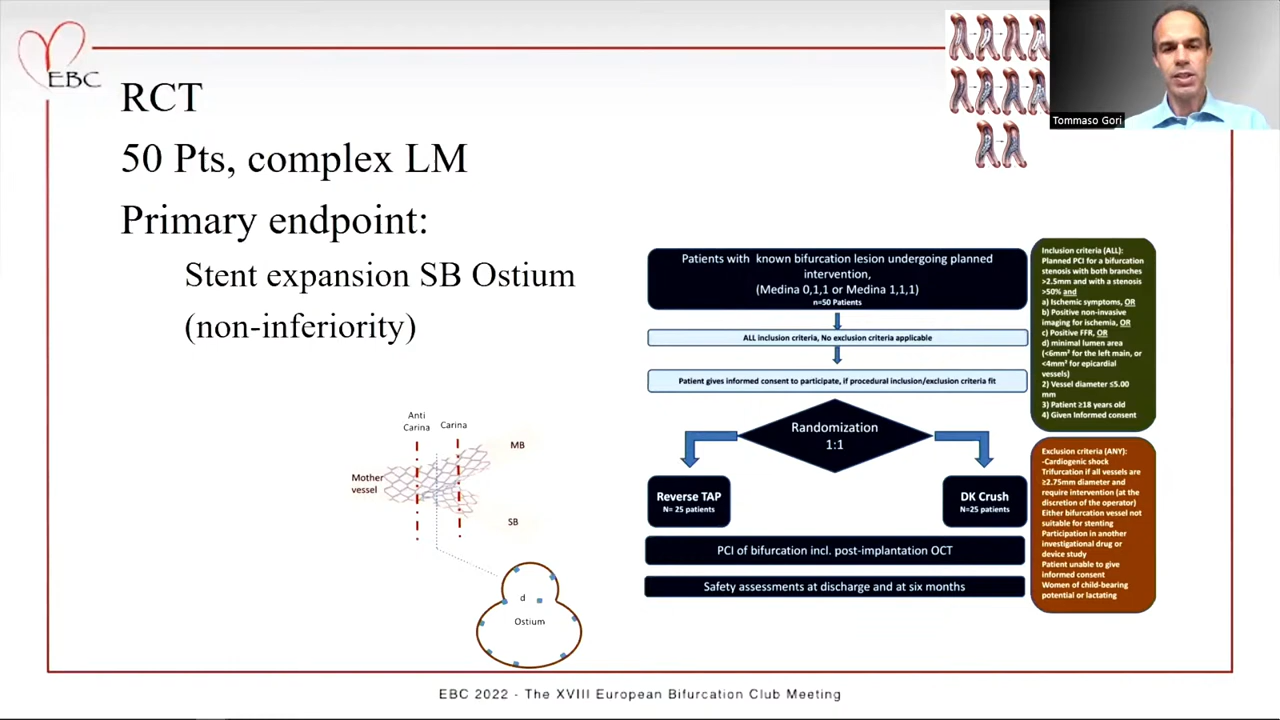 EBC
RCT
50 Pts, complex LM
Primary endpoint:
Stent expansion SB Ostium
(non-inferiority)
Tommaso Gori
Anti
Carina
Carina
MB
Mother
vessel
SB
d
Ostium
Patients with known bifurcation lesion undergoing planned
intervention,
(Medina 0,1,1 or Medina 1,1,1)
n=50 Patients
ALL inclusion criteria, No exclusion criteria applicable
Patient gives informed consent to participate, if procedural inclusion/exclusion criteria fit
Randomization
1:1
Reverse TAP
N= 25 patients
DK Crush
N=25 patients
PCI of bifurcation incl. post-implantation OCT
Safety assessments at discharge and at six months
Inclusion criteria (ALL):
Planned PCI for a bifurcation
stenosis with both branches
>2.5mm and with a stenosis
>50% and
a) Ischemic symptoms, OR
b) Positive non-invasive
imaging for ischemia, OR
c) Positive FFR, OR
d) minimal lumen area
(<6mm² for the left main, or
<4mm² for epicardial
vessels)
2) Vessel diameter ≤5.00
mm
3) Patient ≥18 years old
4) Given Informed consent
Exclusion criteria (ANY):
-Cardiogenic shock
Trifurcation if all vessels are
≥2.75mm diameter and
require intervention (at the
discretion of the operator)
Either bifurcation vessel not
suitable for stenting
Participation in another
investigational drug or
device study
Patient unable to give
informed consent
Women of child-bearing
potential or lactating
EBC 2022 - The XVIII European Bifurcation Club Meeting